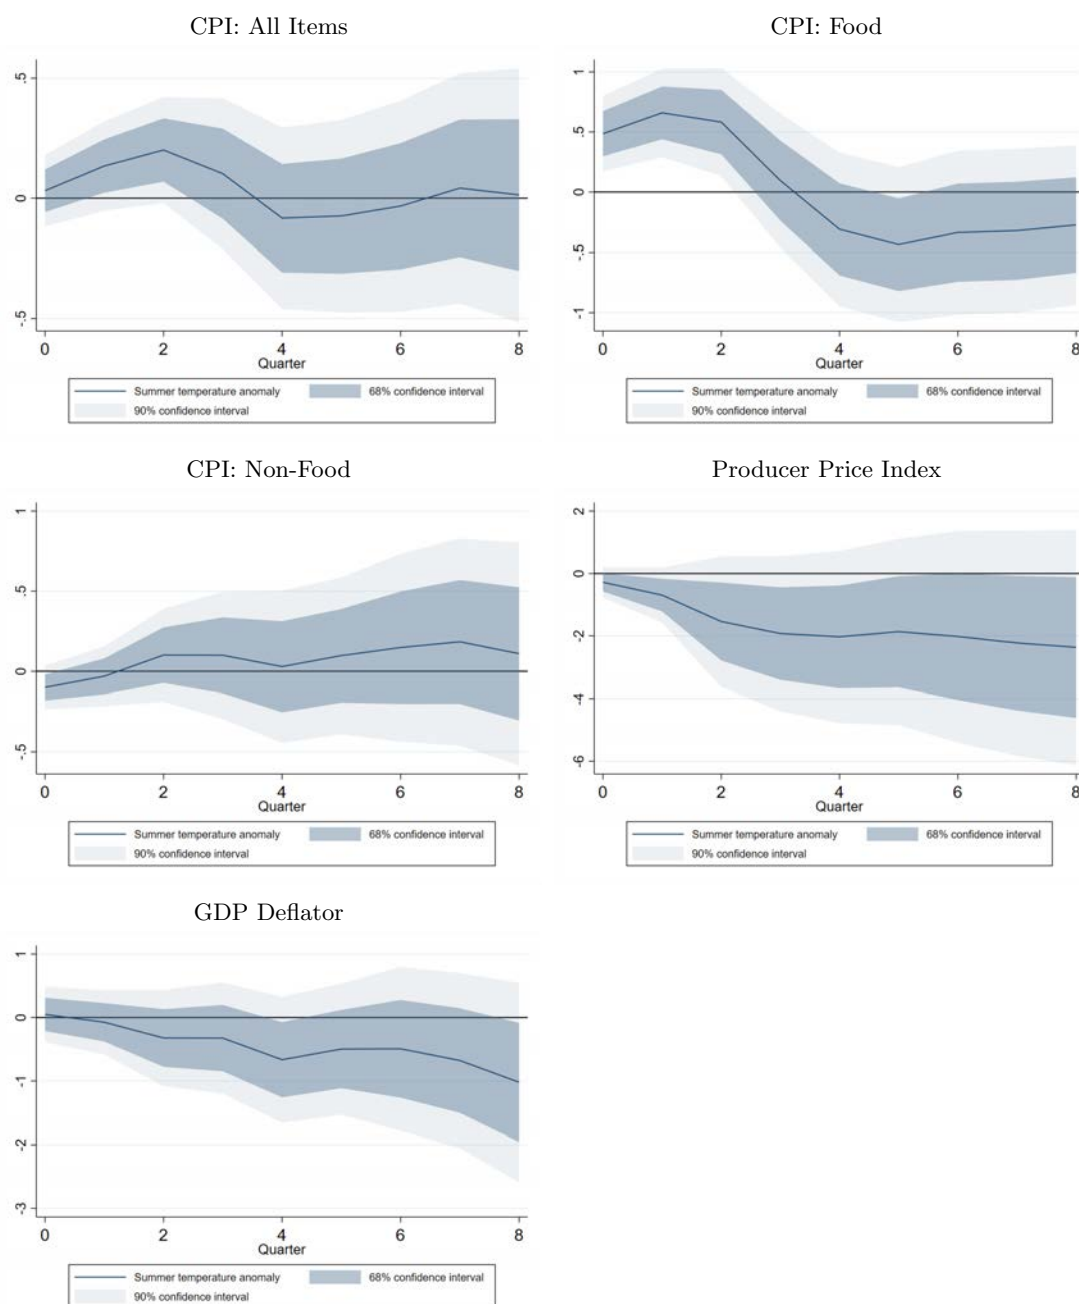 CPI: All Items
.5
0
-.5
0 2 4 6 8
Quarter
Summer temperature anomaly 68% confidence interval
90% confidence interval
CPI: Food
1
.5
0
-.5
-1
0 2 4 6 8
Quarter
Summer temperature anomaly 68% confidence interval
90% confidence interval
CPI: Non-Food
1
.5
0
-.5
0 2 4 6 8
Quarter
Summer temperature anomaly 68% confidence interval
90% confidence interval
Producer Price Index
2
0
-2
-4
-6
0 2 4 6 8
Quarter
Summer temperature anomaly 68% confidence interval
90% confidence interval
GDP Deflator
1
0
-1
-2
-3
0 2 4 6 8
Quarter
Summer temperature anomaly 68% confidence interval
90% confidence interval